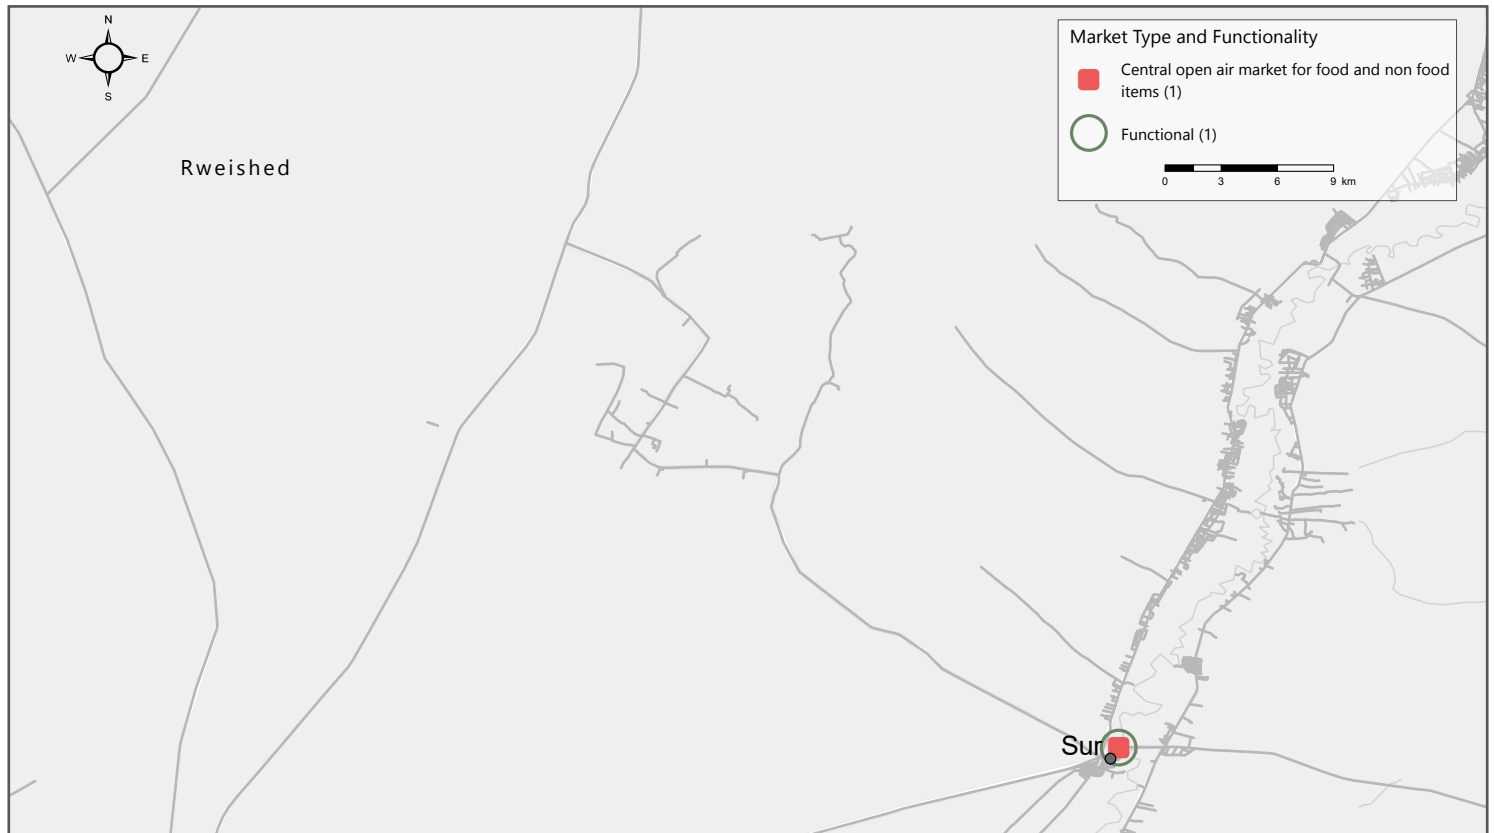 N
W E
S
Rweished
Market Type and Functionality
Central open air market for food and non food
items (1)
Functional (1)
0 3 6 9 km
Sur